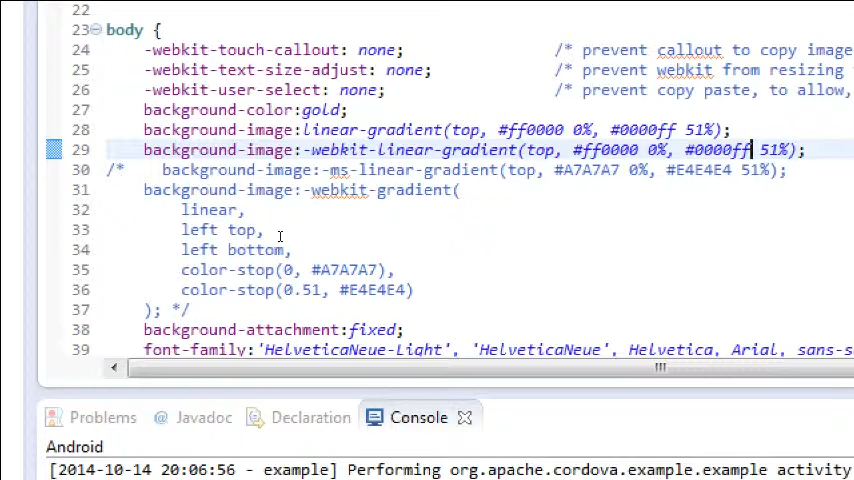 22
23 body {
24 -webkit-touch-callout: none; /* prevent callout to copy image
25 -webkit-text-size-adjust: none; /* prevent webkit from resizing
26 -webkit-user-select: none; /* prevent copy paste, to allow,
27 background-color:gold;
28 background-image:linear-gradient(top, #ff0000 0%, #0000ff 51%);
29 background-image:-webkit-linear-gradient(top, #ff0000 0%, #0000ff 51%);
30 /* background-image:-ms-linear-gradient(top, #A7A7A7 0%, #E4E4E4 51%);
31 background-image:-webkit-gradient(
32 linear,
33 left top,
34 left bottom,
35 color-stop(0, #A7A7A7),
36 color-stop(0.51, #E4E4E4)
37 ); */
38 background-attachment:fixed;
39 font-family:'HelveticaNeue-Light', 'HelveticaNeue', Helvetica, Arial, sans-s
Problems @ Javadoc Declaration Console
Android
[2014-10-14 20:06:56 - example] Performing org.apache.cordova.example.example activity